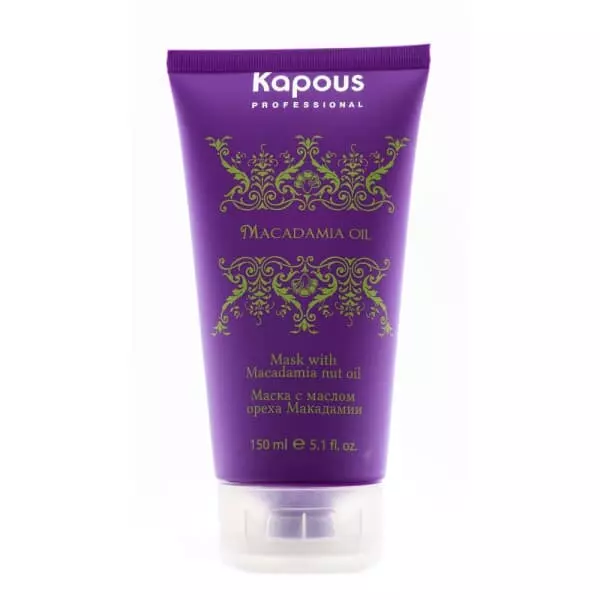 Kapous
PROFESSIONAL
MACADAMIA OIL
Mask with
Macadamia nut oil
Маска с маслом
ореха Макадамии
150 ml ℮ 5.1 fl. oz.